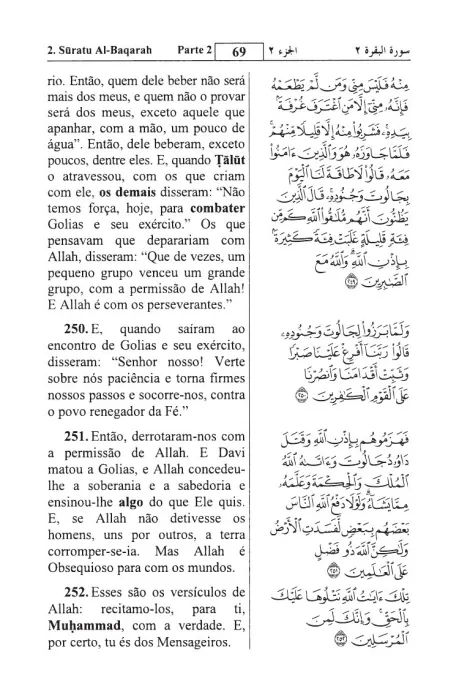 2. Sūratu Al-Baqarah Parte 2 69 الجزء ٢ سورة البقرة ٢
rio. Então, quem dele beber não será
mais dos meus, e quem não o provar
será dos meus, exceto aquele que
apanhar, com a mão, um pouco de
água”. Então, dele beberam, exceto
poucos, dentre eles. E, quando Ṭālūt
o atravessou, com os que criam
com ele, os demais disseram: “Não
temos força, hoje, para combater
Golias e seu exército.” Os que
pensavam que deparariam com
Allah, disseram: “Que de vezes, um
pequeno grupo venceu um grande
grupo, com a permissão de Allah!
E Allah é com os perseverantes.”
250. E, quando saíram ao
encontro de Golias e seu exército,
disseram: “Senhor nosso! Verte
sobre nós paciência e torna firmes
nossos passos e socorre-nos, contra
o povo renegador da Fé.”
251. Então, derrotaram-nos com
a permissão de Allah. E Davi
matou a Golias, e Allah concedeu-
lhe a soberania e a sabedoria e
ensinou-lhe algo do que Ele quis.
E, se Allah não detivesse os
homens, uns por outros, a terra
corromper-se-ia. Mas Allah é
Obsequioso para com os mundos.
252. Esses são os versículos de
Allah: recitamo-los, para ti,
Muḥammad, com a verdade. E,
por certo, tu és dos Mensageiros.
مِنْهُ فَلَيْسَ مِنِّي وَمَن لَّمْ يَطْعَمْهُ
فَإِنَّهُۥ مِنِّيٓ إِلَّا مَنِ ٱغْتَرَفَ غُرْفَةًۢ
بِيَدِهِۦۚ فَشَرِبُوا۟ مِنْهُ إِلَّا قَلِيلًا مِّنْهُمْۚ
فَلَمَّا جَاوَزَهُۥ هُوَ وَٱلَّذِينَ ءَامَنُوا۟
مَعَهُۥ قَالُوا۟ لَا طَاقَةَ لَنَا ٱلْيَوْمَ
بِجَالُوتَ وَجُنُودِهِۦۚ قَالَ ٱلَّذِينَ
يَظُنُّونَ أَنَّهُم مُّلَٰقُوا۟ ٱللَّهِ كَم مِّن
فِئَةٍ قَلِيلَةٍ غَلَبَتْ فِئَةً كَثِيرَةًۢ
بِإِذْنِ ٱللَّهِۗ وَٱللَّهُ مَعَ
ٱلصَّٰبِرِينَ ٢٤٩
وَلَمَّا بَرَزُوا۟ لِجَالُوتَ وَجُنُودِهِۦ
قَالُوا۟ رَبَّنَآ أَفْرِغْ عَلَيْنَا صَبْرًا
وَثَبِّتْ أَقْدَامَنَا وَٱنصُرْنَا
عَلَى ٱلْقَوْمِ ٱلْكَٰفِرِينَ ٢٥٠
فَهَزَمُوهُم بِإِذْنِ ٱللَّهِ وَقَتَلَ
دَاوُۥدُ جَالُوتَ وَءَاتَىٰهُ ٱللَّهُ
ٱلْمُلْكَ وَٱلْحِكْمَةَ وَعَلَّمَهُۥ
مِمَّا يَشَآءُۗ وَلَوْلَا دَفْعُ ٱللَّهِ ٱلنَّاسَ
بَعْضَهُم بِبَعْضٍ لَّفَسَدَتِ ٱلْأَرْضُ
وَلَٰكِنَّ ٱللَّهَ ذُو فَضْلٍ
عَلَى ٱلْعَٰلَمِينَ ٢٥١
تِلْكَ ءَايَٰتُ ٱللَّهِ نَتْلُوهَا عَلَيْكَ
بِٱلْحَقِّۚ وَإِنَّكَ لَمِنَ
ٱلْمُرْسَلِينَ ٢٥٢